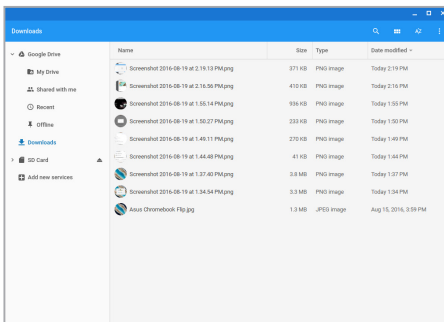 Downloads
AZ
Google Drive
My Drive
Shared with me
Recent
Offline
Downloads
SD Card
Add new services
Name Size Type Date modified
Screenshot 2016-08-19 at 2.19.13 PM.png 371 KB PNG image Today 2:19 PM
Screenshot 2016-08-19 at 2.16.56 PM.png 410 KB PNG image Today 2:16 PM
Screenshot 2016-08-19 at 1.55.14 PM.png 936 KB PNG image Today 1:55 PM
Screenshot 2016-08-19 at 1.50.27 PM.png 233 KB PNG image Today 1:50 PM
Screenshot 2016-08-19 at 1.49.11 PM.png 270 KB PNG image Today 1:49 PM
Screenshot 2016-08-19 at 1.44.48 PM.png 41 KB PNG image Today 1:44 PM
Screenshot 2016-08-19 at 1.37.40 PM.png 3.8 MB PNG image Today 1:37 PM
Screenshot 2016-08-19 at 1.34.54 PM.png 3.3 MB PNG image Today 1:34 PM
Asus Chromebook Flip.jpg 1.3 MB JPEG image Aug 15, 2016, 3:59 PM